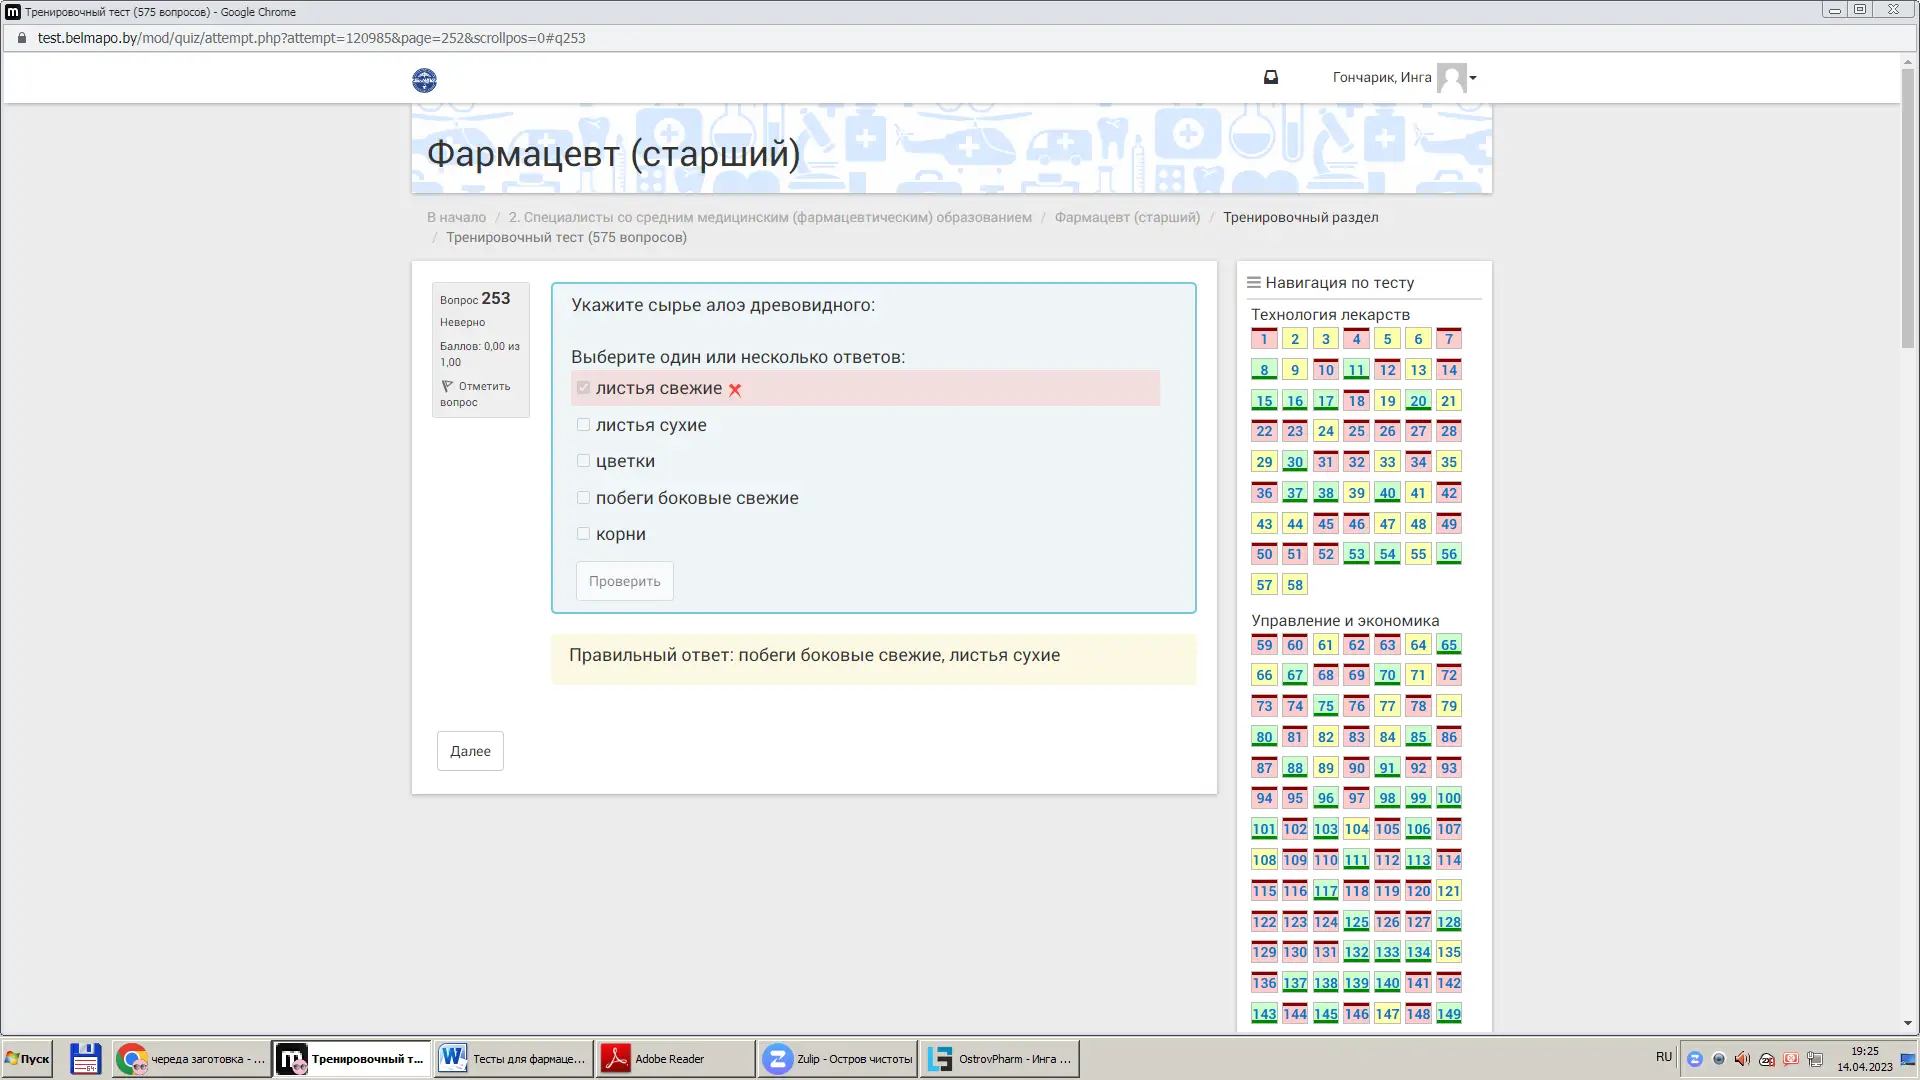 Тренировочный тест (575 вопросов) - Google Chrome
test.belmapo.by/mod/quiz/attempt.php?attempt=120985&page=252&scrollpos=0#q253
Гончарик, Инга
Фармацевт (старший)
В начало / 2. Специалисты со средним медицинским (фармацевтическим) образованием / Фармацевт (старший) / Тренировочный раздел
/ Тренировочный тест (575 вопросов)
Вопрос 253
Неверно
Баллов: 0,00 из
1,00
Отметить
вопрос
Укажите сырье алоэ древовидного:
Выберите один или несколько ответов:
листья свежие
листья сухие
цветки
побеги боковые свежие
корни
Проверить
Правильный ответ: побеги боковые свежие, листья сухие
Далее
Навигация по тесту
Технология лекарств
1 2 3 4 5 6 7
8 9 10 11 12 13 14
15 16 17 18 19 20 21
22 23 24 25 26 27 28
29 30 31 32 33 34 35
36 37 38 39 40 41 42
43 44 45 46 47 48 49
50 51 52 53 54 55 56
57 58
Управление и экономика
59 60 61 62 63 64 65
66 67 68 69 70 71 72
73 74 75 76 77 78 79
80 81 82 83 84 85 86
87 88 89 90 91 92 93
94 95 96 97 98 99 100
101 102 103 104 105 106 107
108 109 110 111 112 113 114
115 116 117 118 119 120 121
122 123 124 125 126 127 128
129 130 131 132 133 134 135
136 137 138 139 140 141 142
143 144 145 146 147 148 149
Пуск
64
череда заготовка - ...
Тренировочный т...
Тесты для фармаце...
Adobe Reader
Zulip - Остров чистоты
OstrovPharm - Инга ...
RU
19:25
14.04.2023